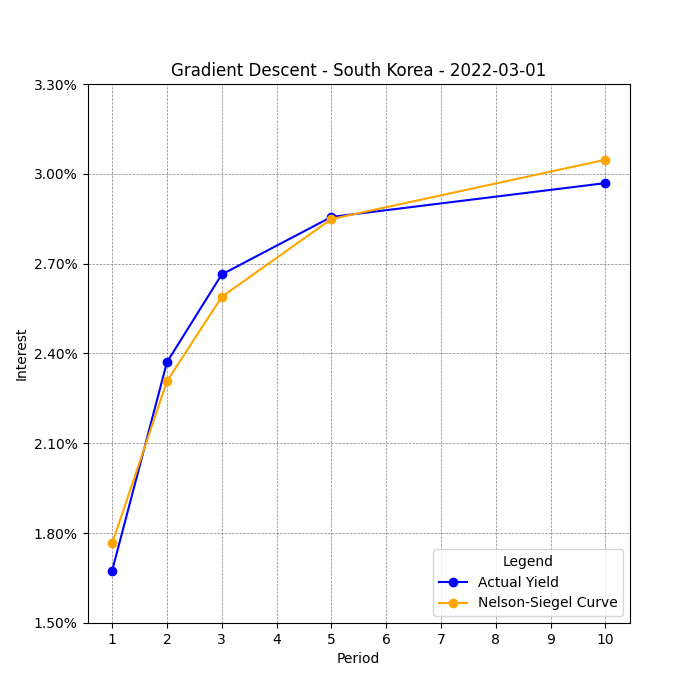 Gradient Descent - South Korea - 2022-03-01
3.30%
3.00%
2.70%
2.40%
2.10%
1.80%
1.50%
Interest
1 2 3 4 5 6 7 8 9 10
Period
Legend
Actual Yield
Nelson-Siegel Curve